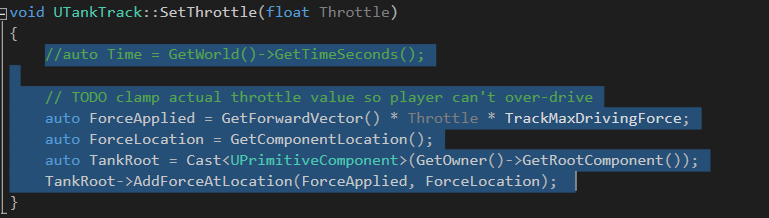 void UTankTrack::SetThrottle(float Throttle)
{
//auto Time = GetWorld()->GetTimeSeconds();
// TODO clamp actual throttle value so player can't over-drive
auto ForceApplied = GetForwardVector() * Throttle * TrackMaxDrivingForce;
auto ForceLocation = GetComponentLocation();
auto TankRoot = Cast<UPrimitiveComponent>(GetOwner()->GetRootComponent());
TankRoot->AddForceAtLocation(ForceApplied, ForceLocation);
}